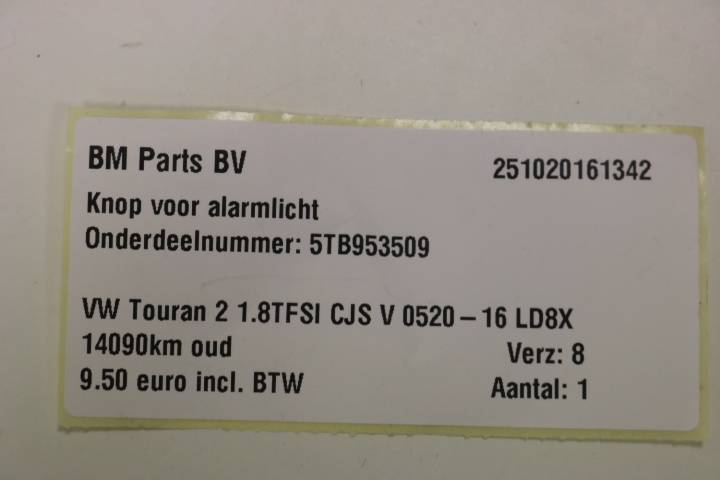 BM Parts BV 251020161342
Knop voor alarmlicht
Onderdeelnummer: 5TB953509
VW Touran 2 1.8TFSI CJS V 0520-16 LD8X
14090km oud Verz: 8
9.50 euro incl. BTW Aantal: 1